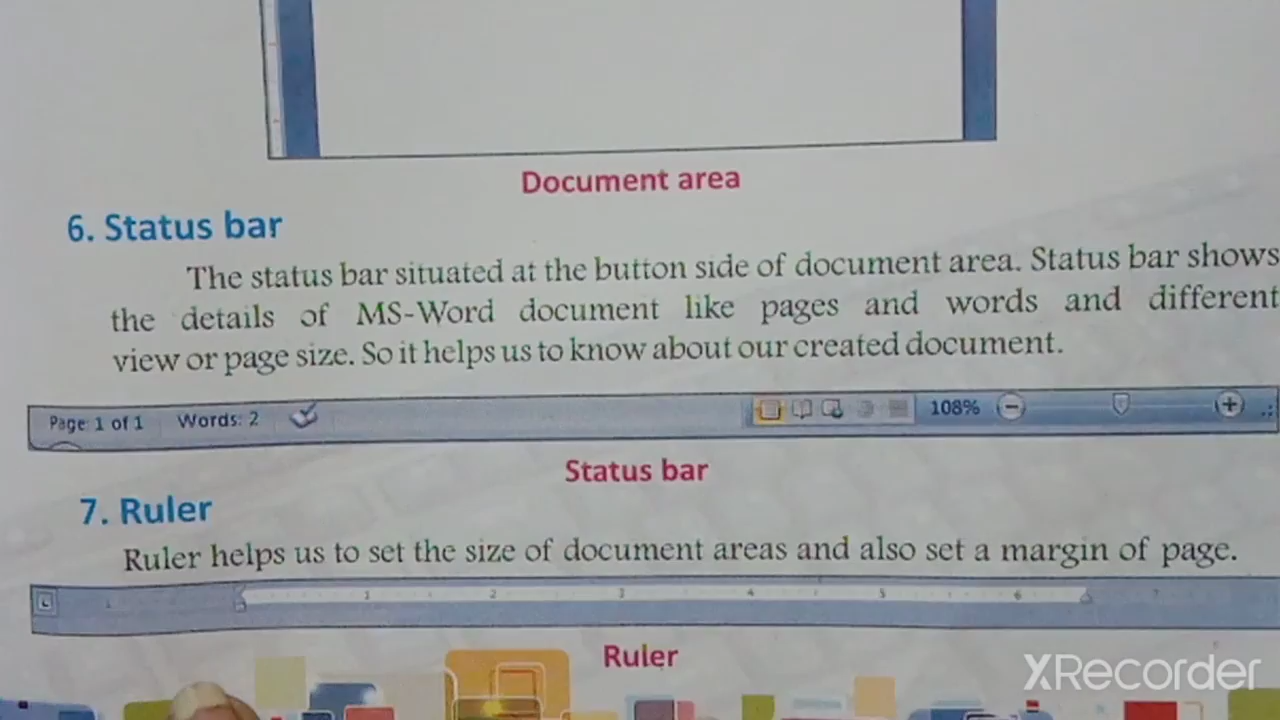 Document area
6. Status bar
The status bar situated at the button side of document area. Status bar shows
the details of MS-Word document like pages and words and different
view or page size. So it helps us to know about our created document.
Page: 1 of 1 Words: 2 108%
Status bar
7. Ruler
Ruler helps us to set the size of document areas and also set a margin of page.
1 2 3 4 5 6 7
Ruler
XRecorder